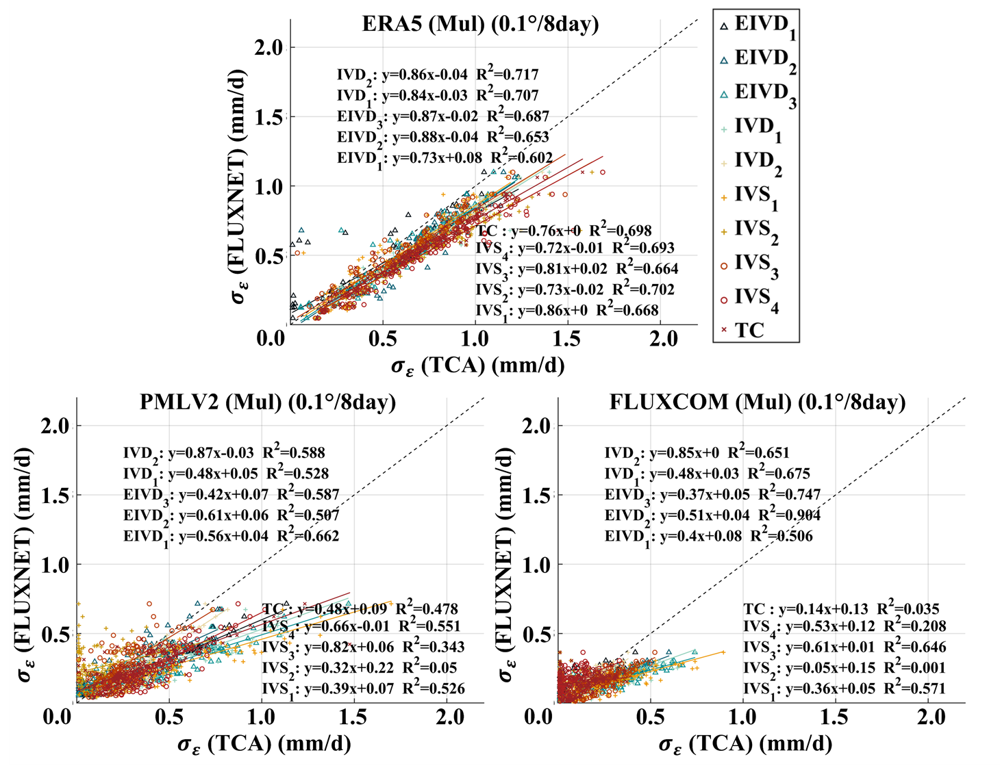 ERA5 (Mul) (0.1°/8day)
σε (FLUXNET) (mm/d)
2.0
1.5
1.0
0.5
0.0
IVD2: y=0.86x-0.04 R2=0.717
IVD1: y=0.84x-0.03 R2=0.707
EIVD3: y=0.87x-0.02 R2=0.687
EIVD2: y=0.88x-0.04 R2=0.653
EIVD1: y=0.73x+0.08 R2=0.602
TC : y=0.76x+0 R2=0.698
IVS4: y=0.72x-0.01 R2=0.693
IVS3: y=0.81x+0.02 R2=0.664
IVS2: y=0.73x-0.02 R2=0.702
IVS1: y=0.86x+0 R2=0.668
0.5 1.0 1.5 2.0
σε (TCA) (mm/d)
EIVD1
EIVD2
EIVD3
IVD1
IVD2
IVS1
IVS2
IVS3
IVS4
TC
PMLV2 (Mul) (0.1°/8day)
σε (FLUXNET) (mm/d)
2.0
1.5
1.0
0.5
0.0
IVD2: y=0.87x-0.03 R2=0.588
IVD1: y=0.48x+0.05 R2=0.528
EIVD3: y=0.42x+0.07 R2=0.587
EIVD2: y=0.61x+0.06 R2=0.507
EIVD1: y=0.56x+0.04 R2=0.662
TC : y=0.48x+0.09 R2=0.478
IVS4: y=0.66x-0.01 R2=0.551
IVS3: y=0.82x+0.06 R2=0.343
IVS2: y=0.32x+0.22 R2=0.05
IVS1: y=0.39x+0.07 R2=0.526
0.5 1.0 1.5 2.0
σε (TCA) (mm/d)
FLUXCOM (Mul) (0.1°/8day)
σε (FLUXNET) (mm/d)
2.0
1.5
1.0
0.5
0.0
IVD2: y=0.85x+0 R2=0.651
IVD1: y=0.48x+0.03 R2=0.675
EIVD3: y=0.37x+0.05 R2=0.747
EIVD2: y=0.51x+0.04 R2=0.904
EIVD1: y=0.4x+0.08 R2=0.506
TC : y=0.14x+0.13 R2=0.035
IVS4: y=0.53x+0.12 R2=0.208
IVS3: y=0.61x+0.01 R2=0.646
IVS2: y=0.05x+0.15 R2=0.001
IVS1: y=0.36x+0.05 R2=0.571
0.5 1.0 1.5 2.0
σε (TCA) (mm/d)